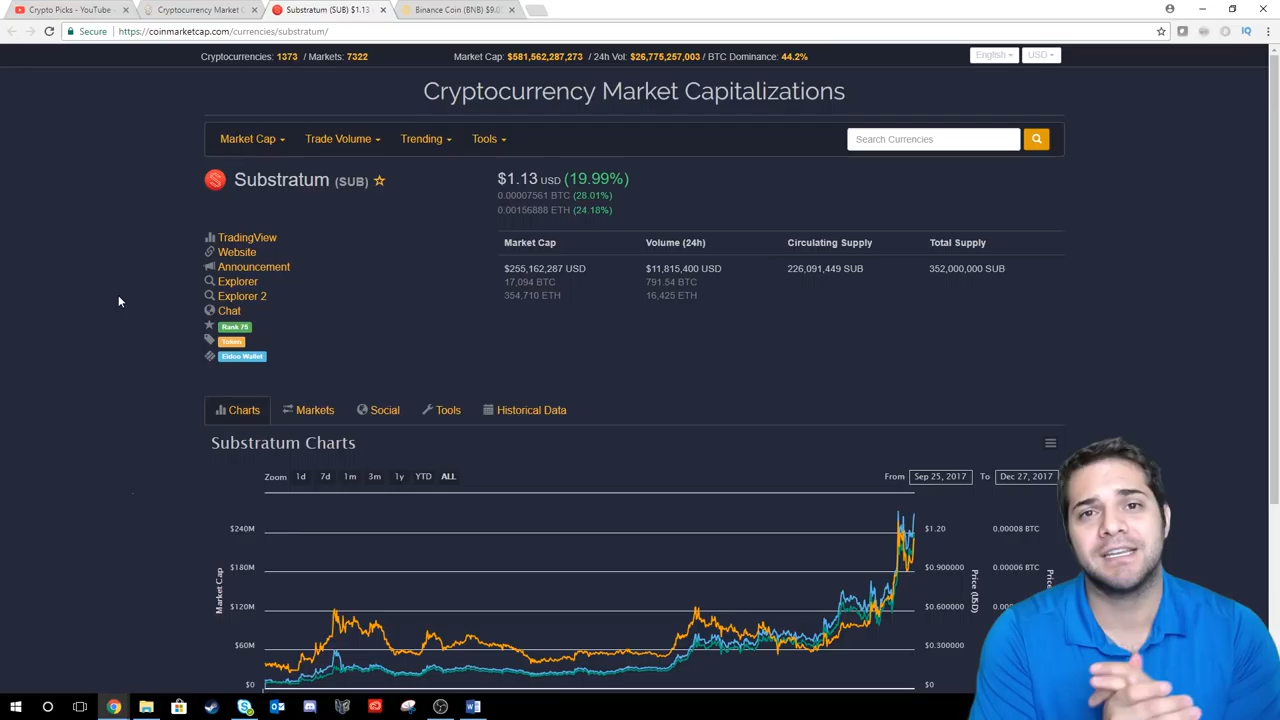 Crypto Picks - YouTube
Cryptocurrency Market
Substratum (SUB) $1.13
Binance Coin (BNB) $9.0
Secure
https://coinmarketcap.com/currencies/substratum/
Cryptocurrencies: 1373 / Markets: 7322
Market Cap: $581,562,287,273 / 24h Vol: $26,775,257,003 / BTC Dominance: 44.2%
English
USD
Cryptocurrency Market Capitalizations
Market Cap
Trade Volume
Trending
Tools
Search Currencies
Substratum (SUB)
$1.13 USD (19.99%)
0.00007561 BTC (28.01%)
0.00156888 ETH (24.18%)
TradingView
Website
Announcement
Explorer
Explorer 2
Chat
Rank 75
Token
Eidoo Wallet
Market Cap Volume (24h) Circulating Supply Total Supply
$255,162,287 USD $11,815,400 USD 226,091,449 SUB 352,000,000 SUB
17,094 BTC 791.54 BTC
354,710 ETH 16,425 ETH
Charts
Markets
Social
Tools
Historical Data
Substratum Charts
Zoom 1d 7d 1m 3m 1y YTD ALL
From Sep 25, 2017 To Dec 27, 2017
$240M
$180M
$120M
$60M
$0
Market Cap
$1.20
$0.900000
$0.600000
$0.300000
$0
Price (USD)
0.00008 BTC
0.00006 BTC